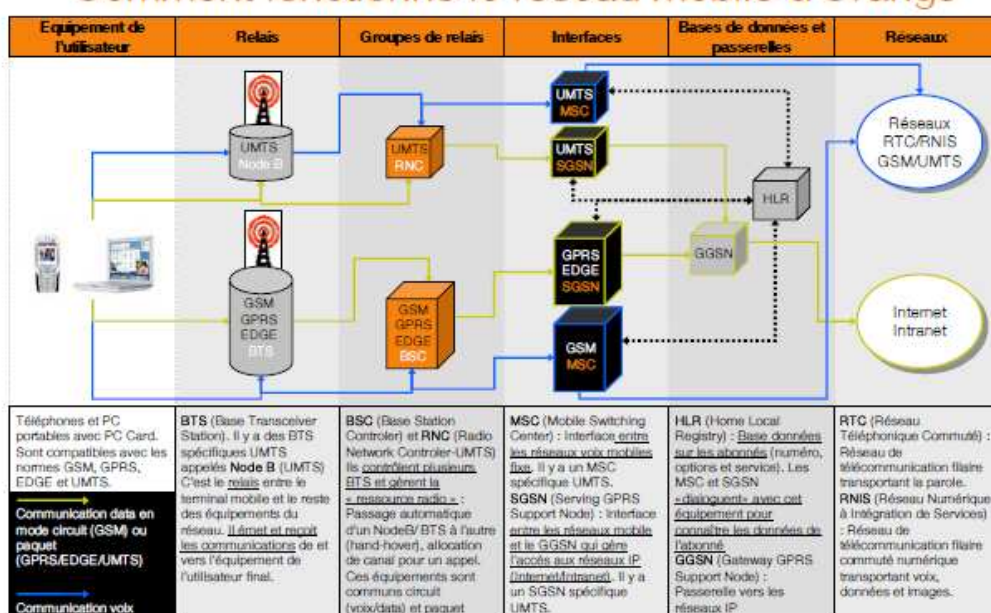 Comment fonctionne le réseau mobile d'Orange
Equipement de
l'utilisateur
Relais
Groupes de relais
Interfaces
Bases de données et
passerelles
Réseaux
UMTS
Node B
UMTS
RNC
UMTS
MSC
UMTS
SGSN
HLR
Réseaux
RTC/RNIS
GSM/UMTS
GSM
GPRS
EDGE
BTS
GSM
GPRS
EDGE
BSC
GPRS
EDGE
SGSN
GSM
MSC
GGSN
Internet
Intranet
Téléphones et PC
portables avec PC Card.
Sont compatibles avec les
normes GSM, GPRS,
EDGE et UMTS.
Communication data en
mode circuit (GSM) ou
paquet
(GPRS/EDGE/UMTS)
Communication voix
BTS (Base Transceiver
Station). Il y a des BTS
spécifiques UMTS
appelés Node B (UMTS)
C'est le relais entre le
terminal mobile et le reste
des équipements du
réseau. Il émet et reçoit
les communications de et
vers l'équipement de
l'utilisateur final.
BSC (Base Station
Controler) et RNC (Radio
Network Controler-UMTS)
Ils contrôlent plusieurs
BTS et gèrent la
« ressource radio » :
Passage automatique
d'un NodeB/ BTS à l'autre
(hand-hover), allocation
de canal pour un appel.
Ces équipements sont
communs circuit
(voix/data) et paquet
MSC (Mobile Switching
Center) : Interface entre
les réseaux voix mobiles
fixe. Il y a un MSC
spécifique UMTS.
SGSN (Serving GPRS
Support Node) : Interface
entre les réseaux mobile
et le GGSN qui gère
l'accès aux réseaux IP
(Internet/Intranet). Il y a
un SGSN spécifique
UMTS.
HLR (Home Local
Registry) : Base données
sur les abonnés (numéro,
options et service). Les
MSC et SGSN
«dialoguent» avec cet
équipement pour
connaître les données de
l'abonné
GGSN (Gateway GPRS
Support Node) :
Passerelle vers les
réseaux IP
RTC (Réseau
Téléphonique Commuté) :
Réseau de
télécommunication filaire
transportant la parole.
RNIS (Réseau Numérique
à Intégration de Services)
: Réseau de
télécommunication filaire
commuté numérique
transportant voix,
données et images.